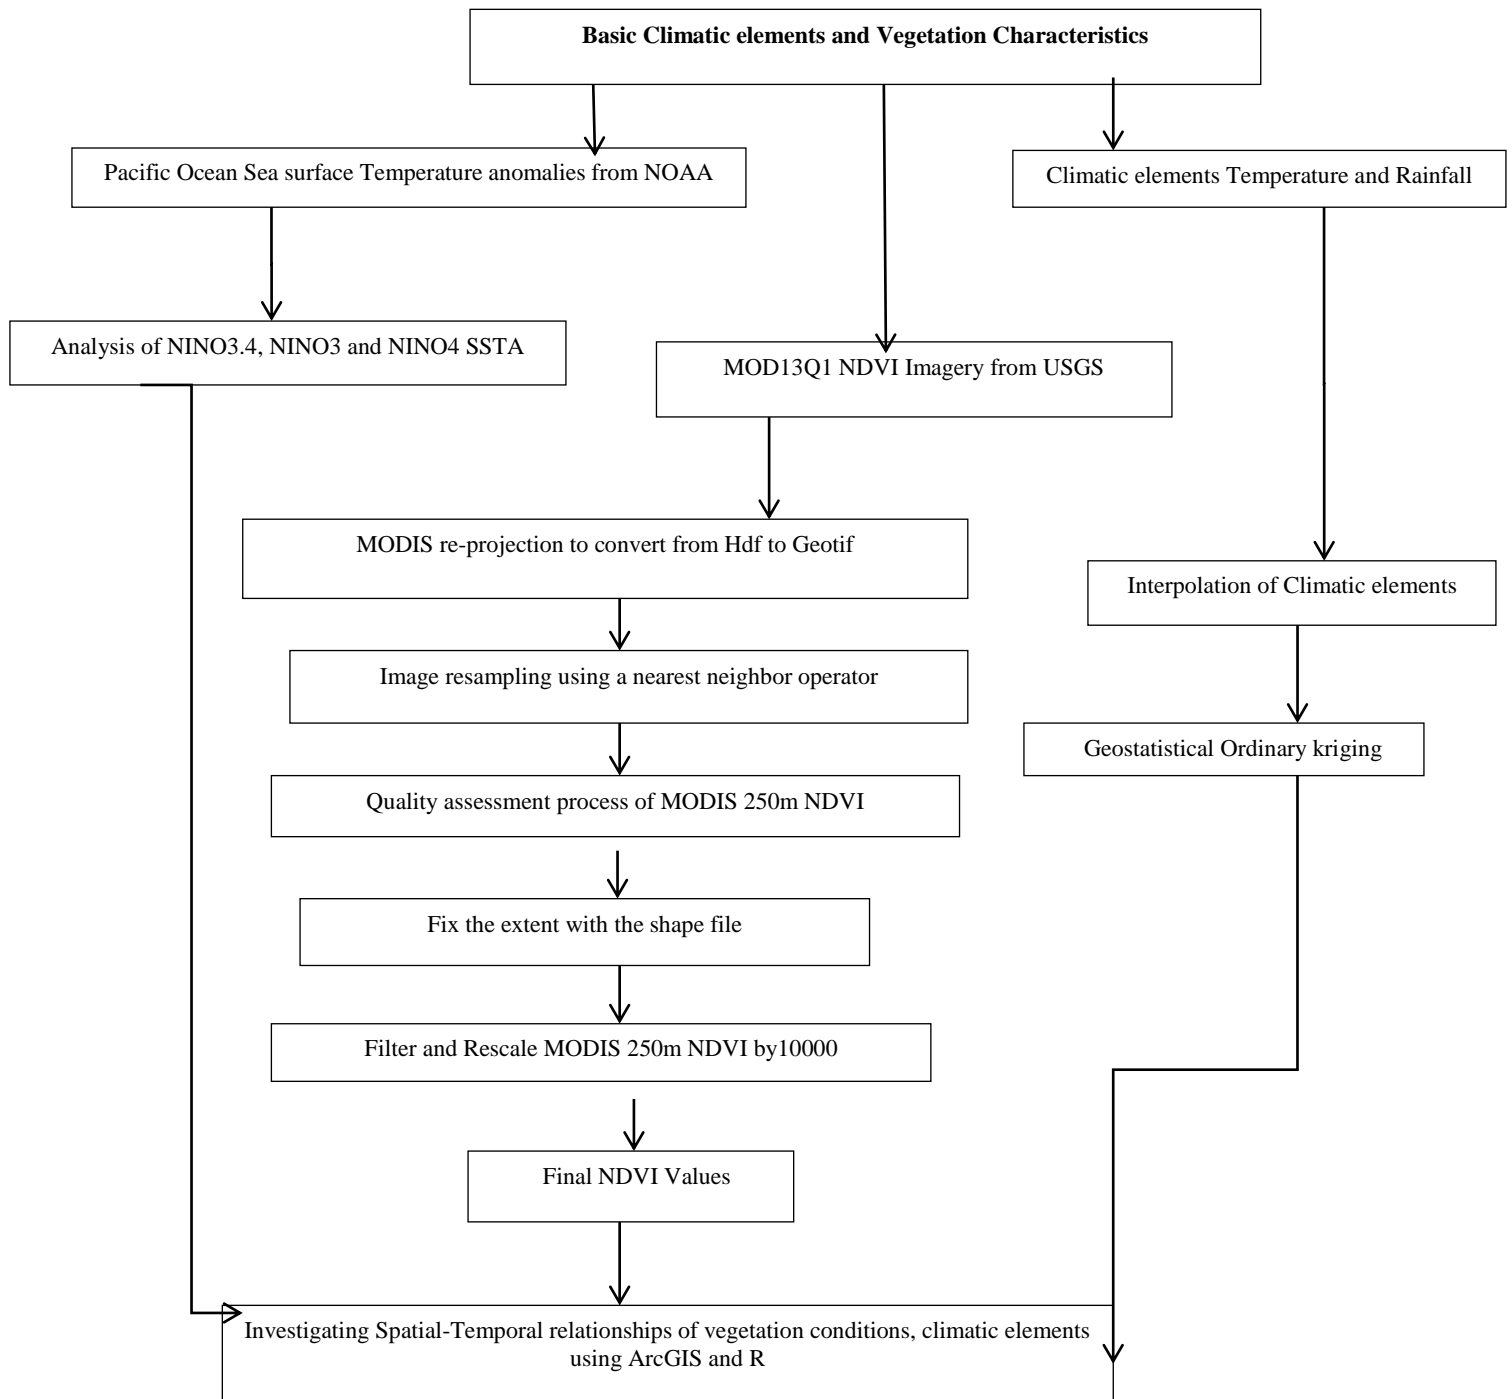 Basic Climatic elements and Vegetation Characteristics
Pacific Ocean Sea surface Temperature anomalies from NOAA
Climatic elements Temperature and Rainfall
Analysis of NINO3.4, NINO3 and NINO4 SSTA
MOD13Q1 NDVI Imagery from USGS
MODIS re-projection to convert from Hdf to Geotif
Interpolation of Climatic elements
Image resampling using a nearest neighbor operator
Geostatistical Ordinary kriging
Quality assessment process of MODIS 250m NDVI
Fix the extent with the shape file
Filter and Rescale MODIS 250m NDVI by10000
Final NDVI Values
Investigating Spatial-Temporal relationships of vegetation conditions, climatic elements
using ArcGIS and R